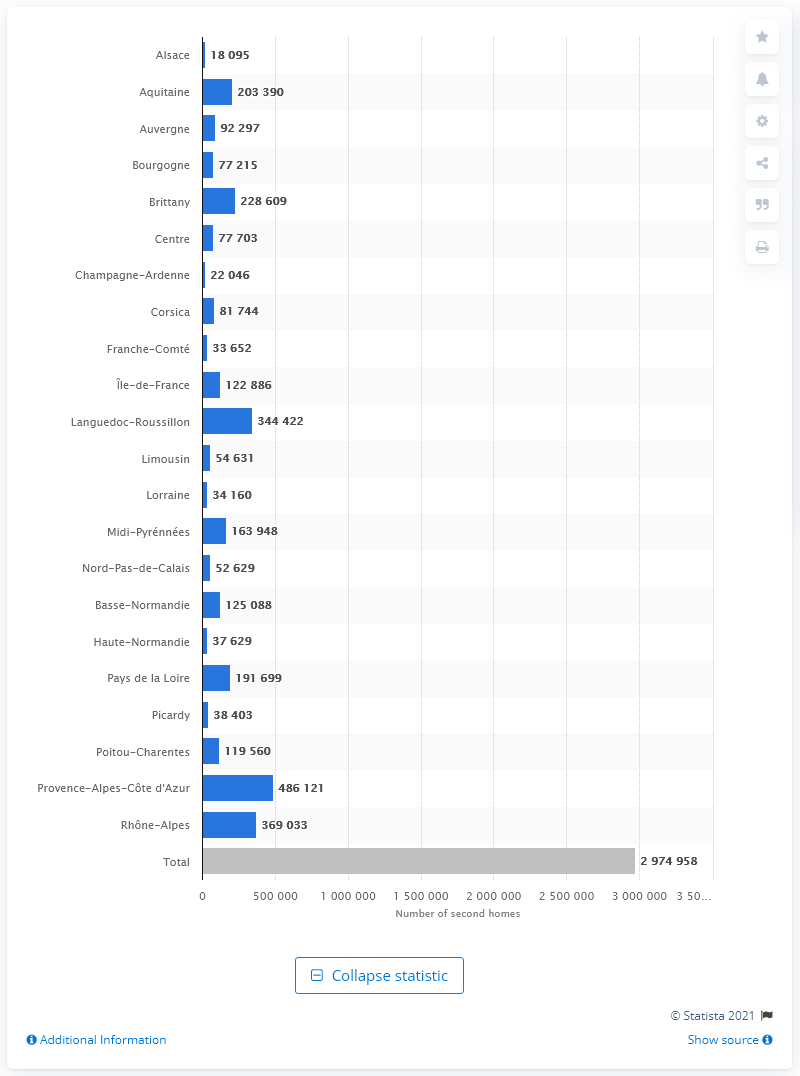 Alsace 18 095
Aquitaine 203 390
Auvergne 92 297
Bourgogne 77 215
Brittany 228 609
Centre 77 703
Champagne-Ardenne 22 046
Corsica 81 744
Franche-Comté 33 652
Île-de-France 122 886
Languedoc-Roussillon 344 422
Limousin 54 631
Lorraine 34 160
Midi-Pyrénnées 163 948
Nord-Pas-de-Calais 52 629
Basse-Normandie 125 088
Haute-Normandie 37 629
Pays de la Loire 191 699
Picardy 38 403
Poitou-Charentes 119 560
Provence-Alpes-Côte d'Azur 486 121
Rhône-Alpes 369 033
Total 2 974 958
0 500 000 1 000 000 1 500 000 2 000 000 2 500 000 3 000 000 3 50…
Number of second homes
Collapse statistic
© Statista 2021
Additional Information Show source